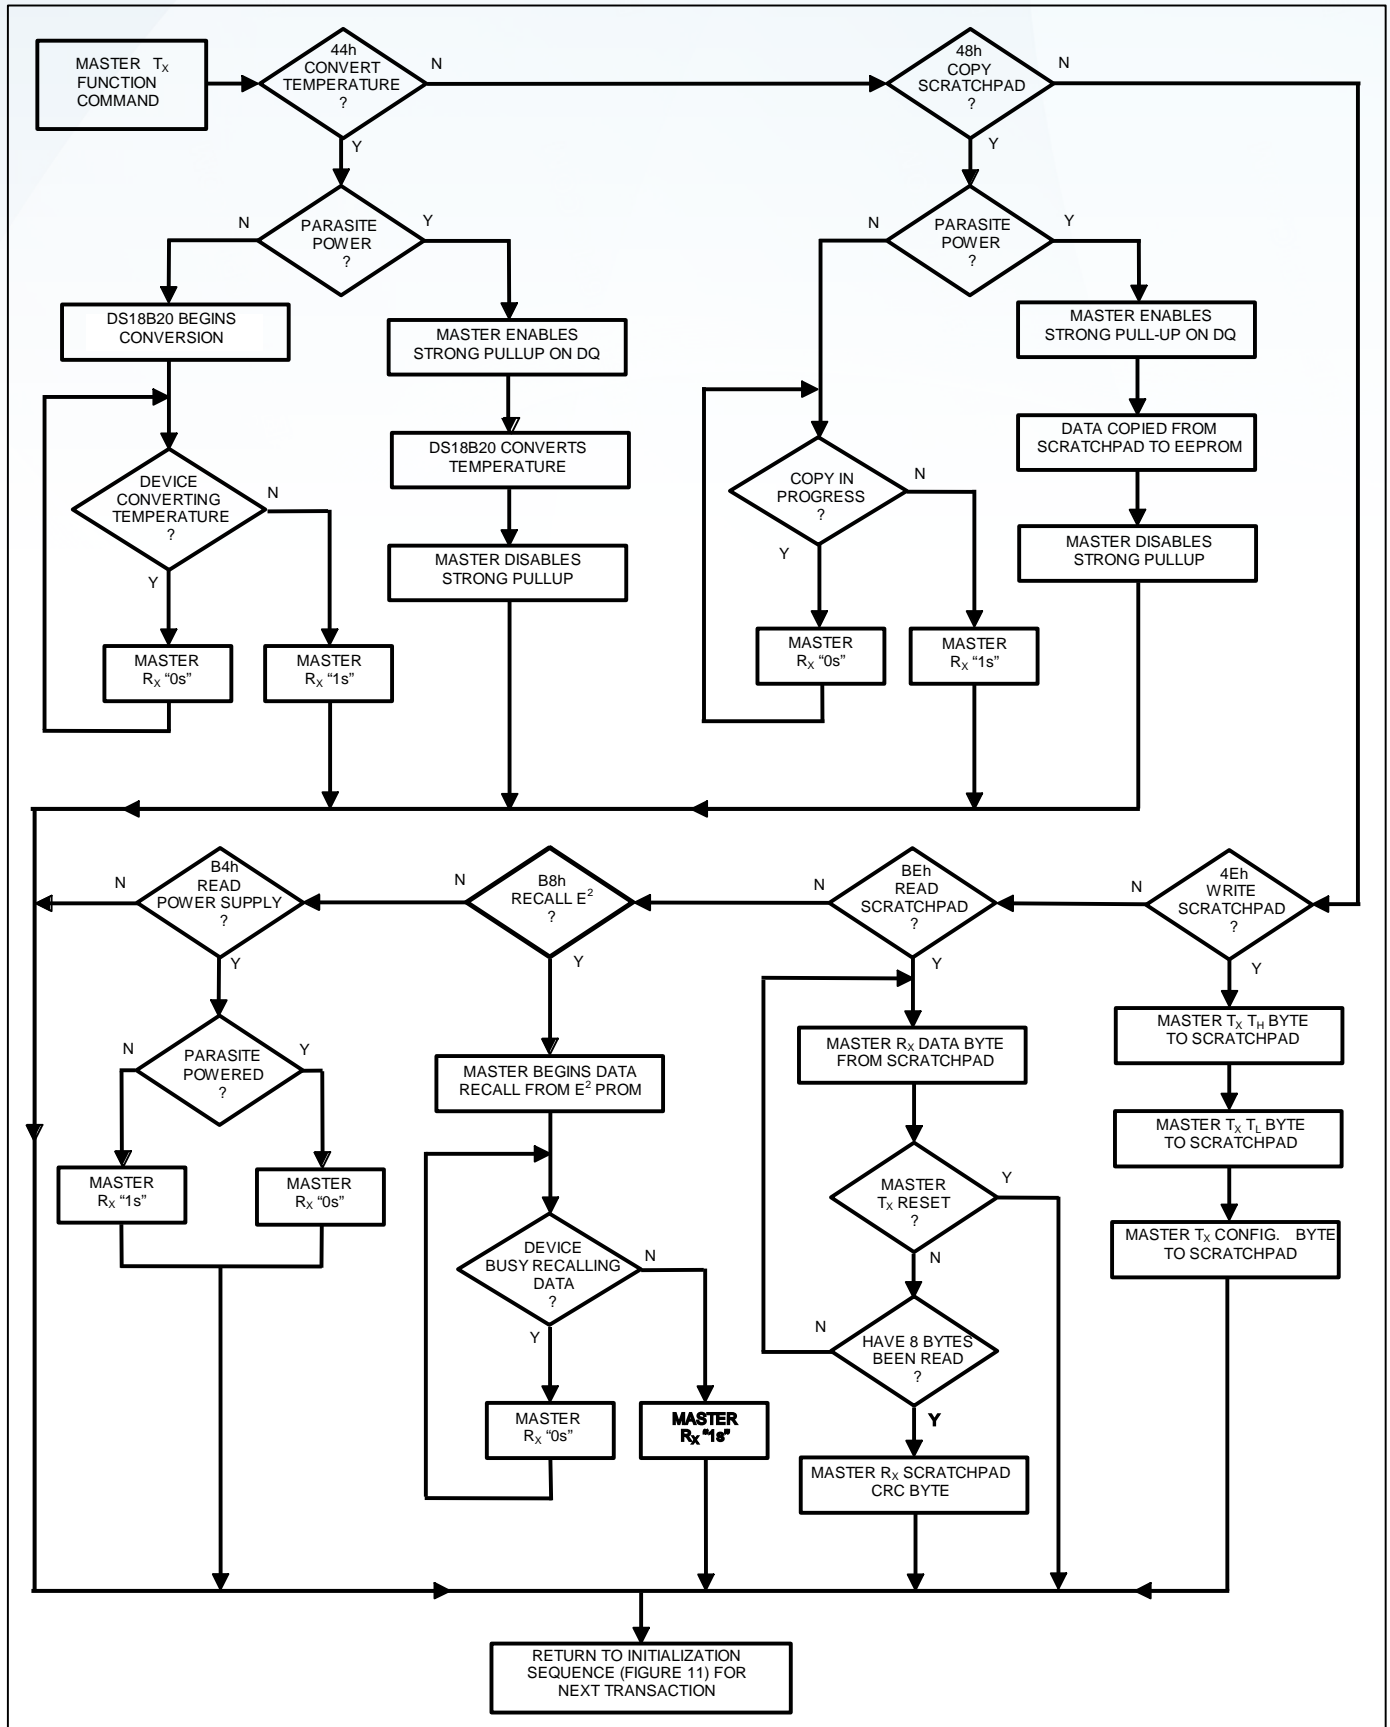 MASTER TX
FUNCTION
COMMAND
44h
CONVERT
TEMPERATURE
?
N
Y
48h
COPY
SCRATCHPAD
?
N
Y
N
PARASITE
POWER
?
Y
N
PARASITE
POWER
?
Y
DS18B20 BEGINS
CONVERSION
MASTER ENABLES
STRONG PULLUP ON DQ
MASTER ENABLES
STRONG PULL-UP ON DQ
DS18B20 CONVERTS
TEMPERATURE
DATA COPIED FROM
SCRATCHPAD TO EEPROM
DEVICE
CONVERTING
TEMPERATURE
?
N
Y
COPY IN
PROGRESS
?
N
Y
MASTER DISABLES
STRONG PULLUP
MASTER DISABLES
STRONG PULLUP
MASTER
RX “0s”
MASTER
RX “1s”
MASTER
RX “0s”
MASTER
RX “1s”
N
B4h
READ
POWER SUPPLY
?
Y
N
B8h
RECALL E2
?
Y
N
BEh
READ
SCRATCHPAD
?
Y
N
4Eh
WRITE
SCRATCHPAD
?
Y
N
PARASITE
POWERED
?
Y
MASTER BEGINS DATA
RECALL FROM E2 PROM
MASTER RX DATA BYTE
FROM SCRATCHPAD
MASTER TX TH BYTE
TO SCRATCHPAD
MASTER TX TL BYTE
TO SCRATCHPAD
MASTER
RX “1s”
MASTER
RX “0s”
MASTER
TX RESET
?
Y
N
MASTER TX CONFIG. BYTE
TO SCRATCHPAD
DEVICE
BUSY RECALLING
DATA
?
N
Y
N
HAVE 8 BYTES
BEEN READ
?
Y
MASTER
RX “0s”
MASTER
RX “1s”
MASTER RX SCRATCHPAD
CRC BYTE
RETURN TO INITIALIZATION
SEQUENCE (FIGURE 11) FOR
NEXT TRANSACTION